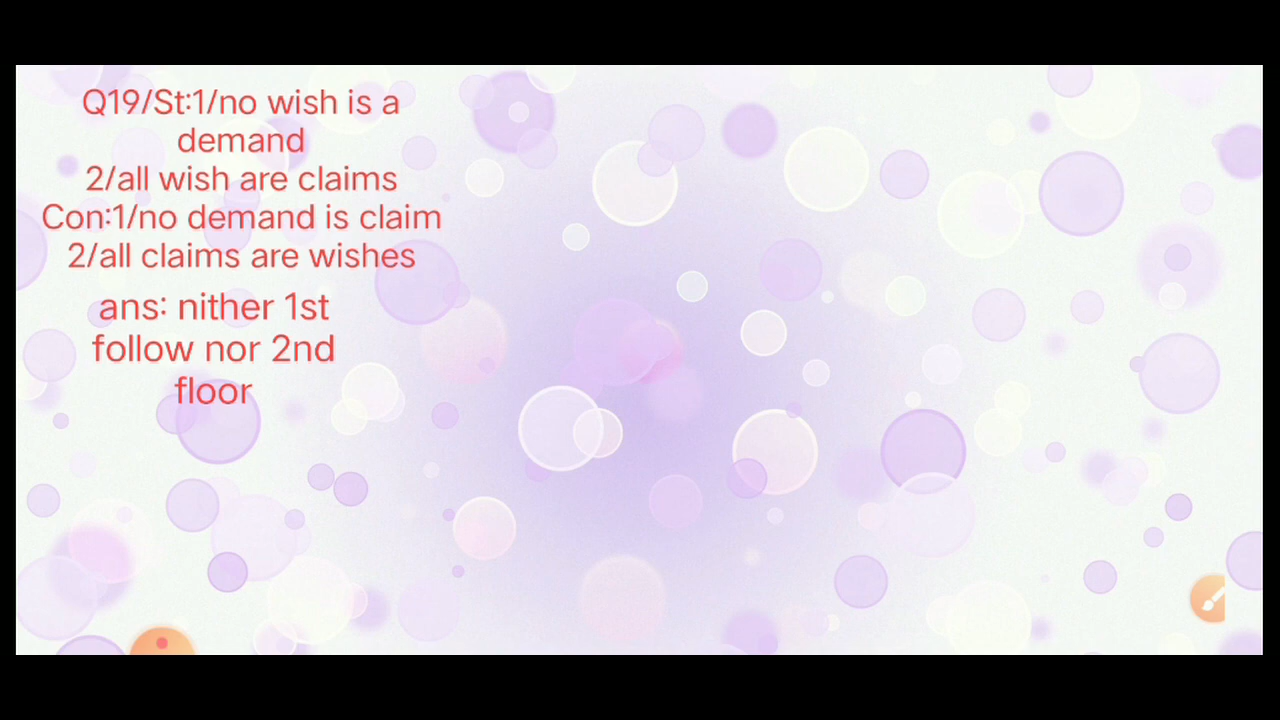 Q19/St:1/no wish is a
demand
2/all wish are claims
Con:1/no demand is claim
2/all claims are wishes
ans: nither 1st
follow nor 2nd
floor